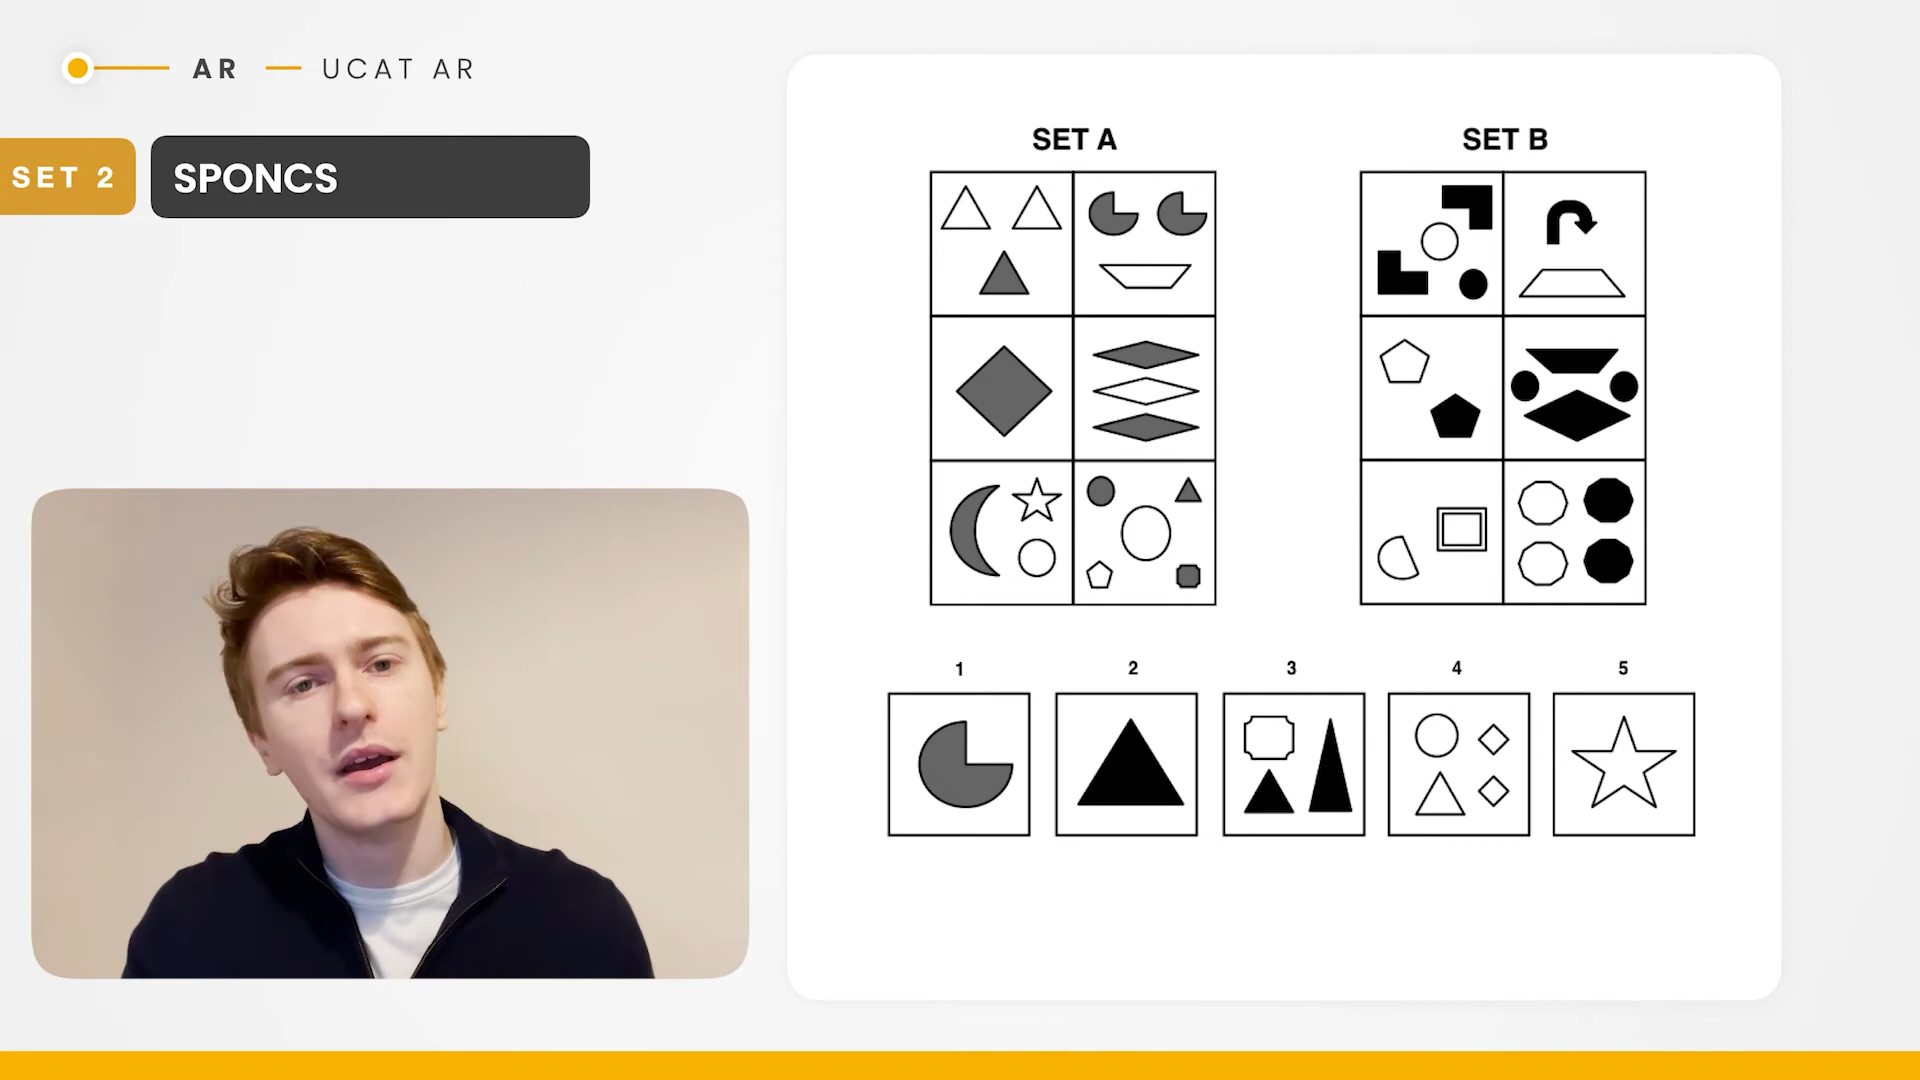 AR — UCAT AR
SET 2 SPONCS
SET A SET B
1 2 3 4 5